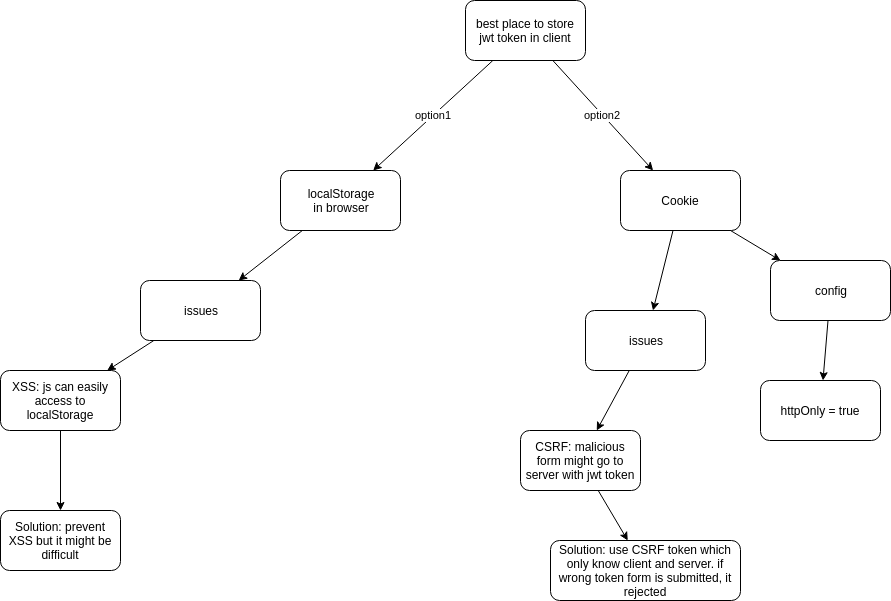 best place to store
jwt token in client
option1
option2
localStorage
in browser
Cookie
issues
config
issues
XSS: js can easily
access to
localStorage
httpOnly = true
CSRF: malicious
form might go to
server with jwt token
Solution: prevent
XSS but it might be
difficult
Solution: use CSRF token which
only know client and server. if
wrong token form is submitted, it
rejected